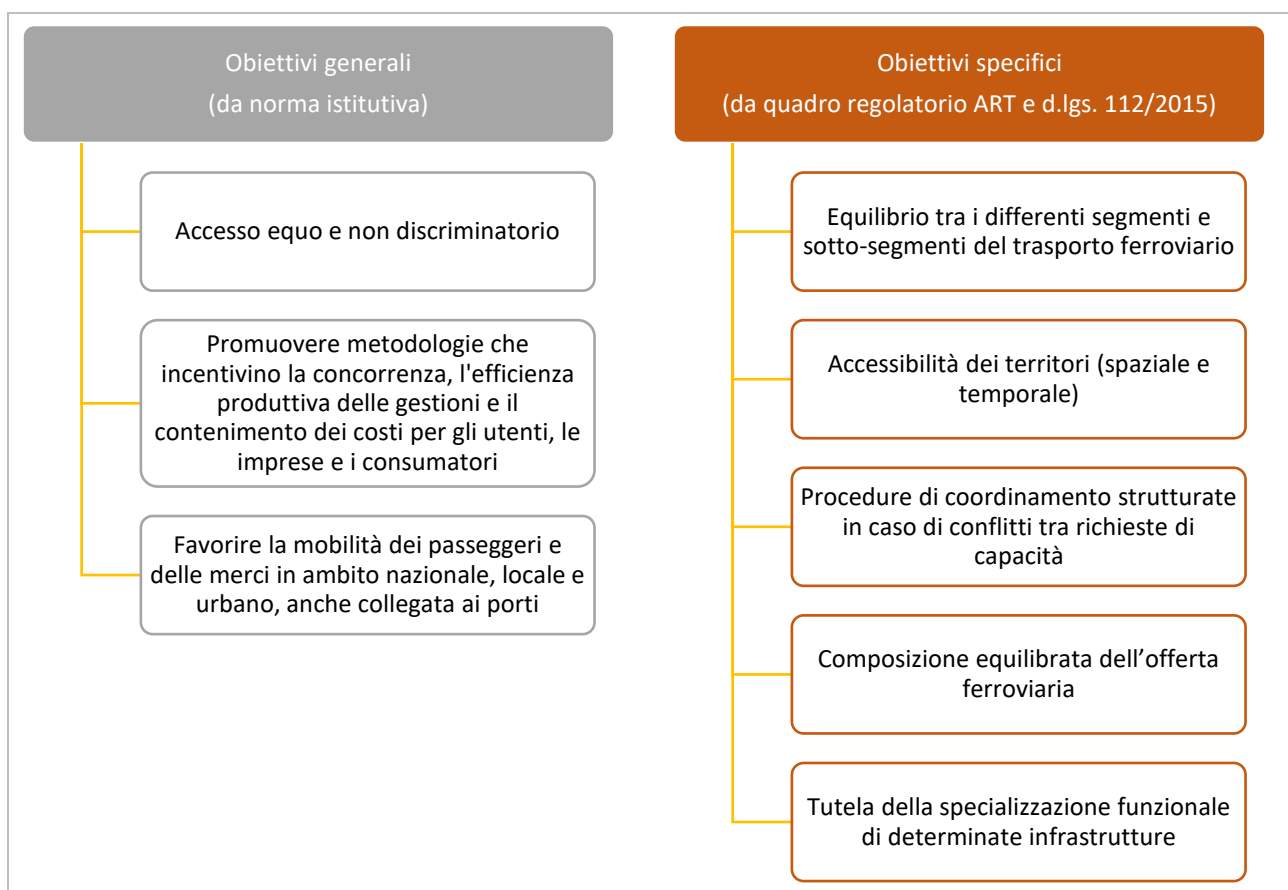 Obiettivi generali
(da norma istitutiva)
Accesso equo e non discriminatorio
Promuovere metodologie che
incentivino la concorrenza, l'efficienza
produttiva delle gestioni e il
contenimento dei costi per gli utenti, le
imprese e i consumatori
Favorire la mobilità dei passeggeri e
delle merci in ambito nazionale, locale e
urbano, anche collegata ai porti
Obiettivi specifici
(da quadro regolatorio ART e d.lgs. 112/2015)
Equilibrio tra i differenti segmenti e
sotto-segmenti del trasporto ferroviario
Accessibilità dei territori (spaziale e
temporale)
Procedure di coordinamento strutturate
in caso di conflitti tra richieste di
capacità
Composizione equilibrata dell’offerta
ferroviaria
Tutela della specializzazione funzionale
di determinate infrastrutture